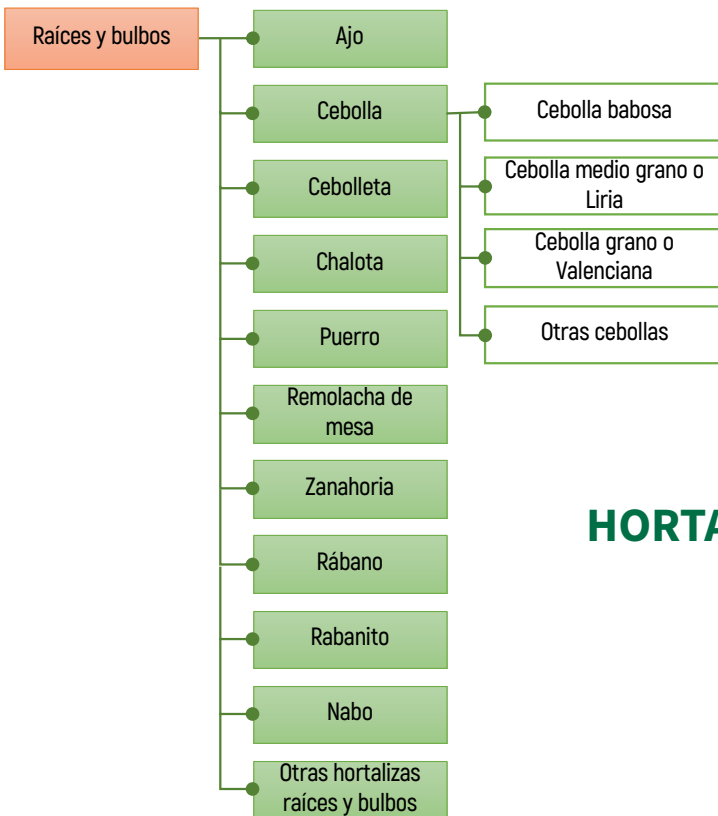 Raíces y bulbos
Ajo
Cebolla
Cebolla babosa
Cebolla medio grano o
Liria
Cebolla grano o
Valenciana
Otras cebollas
Cebolleta
Chalota
Puerro
Remolacha de
mesa
Zanahoria
HORTA
Rábano
Rabanito
Nabo
Otras hortalizas
raíces y bulbos